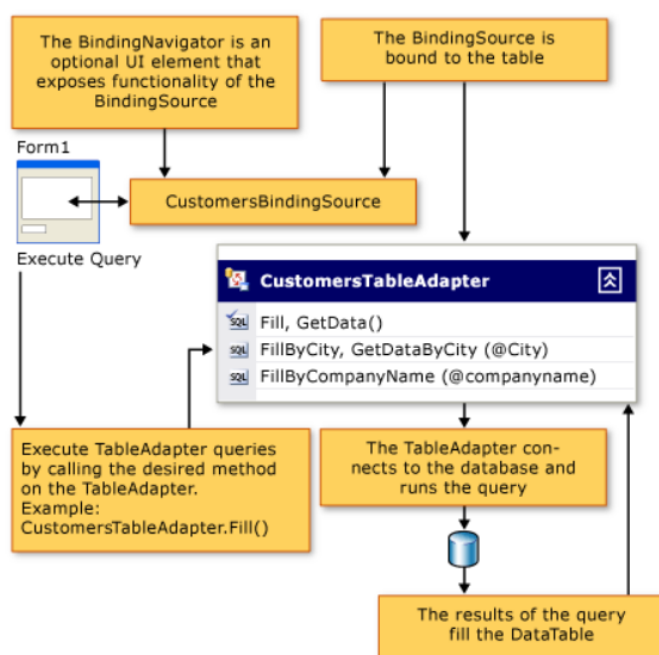 The BindingNavigator is an
optional UI element that
exposes functionality of the
BindingSource
The BindingSource is
bound to the table
Form1
CustomersBindingSource
Execute Query
CustomersTableAdapter
SQL Fill, GetData()
SQL FillByCity, GetDataByCity (@City)
SQL FillByCompanyName (@companyname)
Execute TableAdapter queries
by calling the desired method
on the TableAdapter.
Example:
CustomersTableAdapter.Fill()
The TableAdapter con-
nects to the database and
runs the query
The results of the query
fill the DataTable